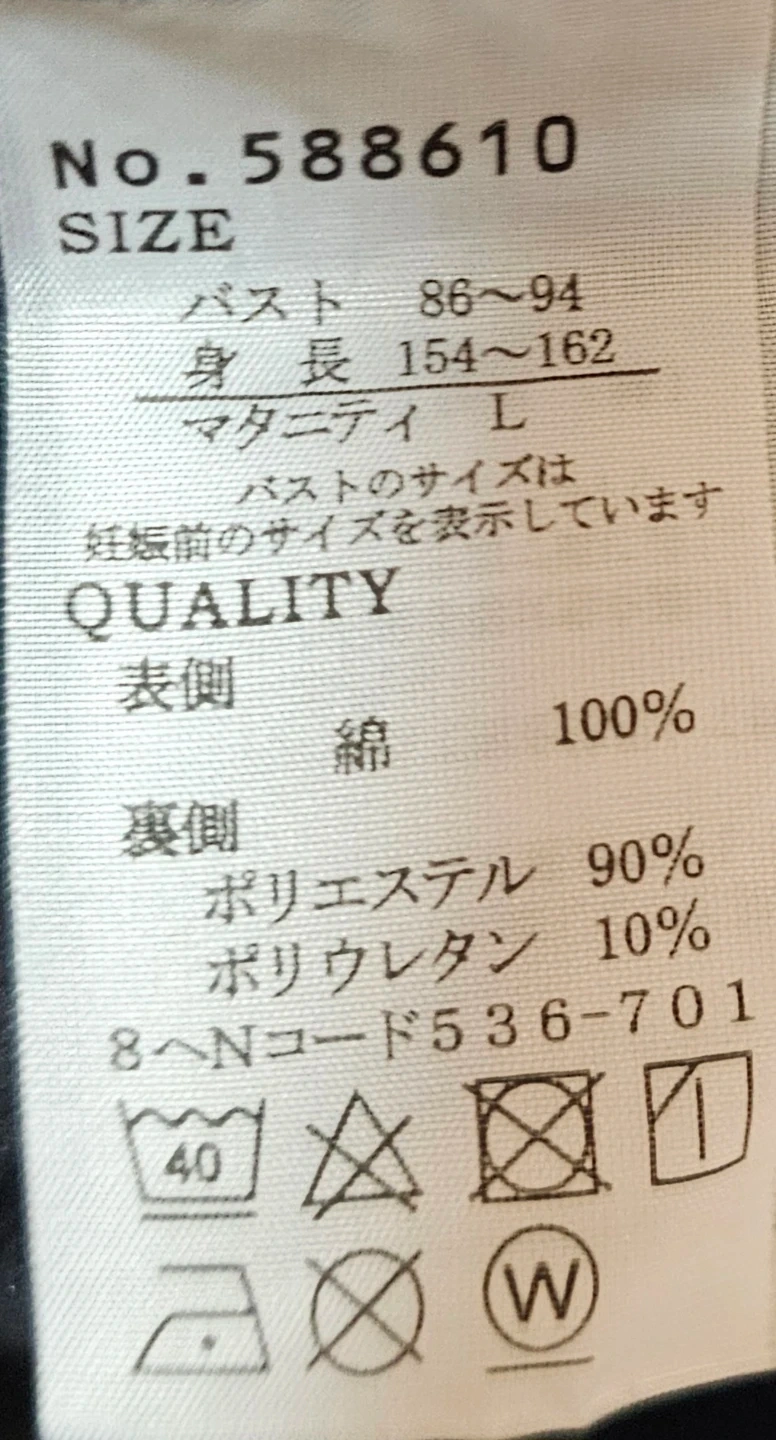 No.588610
SIZE
バスト 86～94
身 長 154～162
マタニティ L
バストのサイズは
妊娠前のサイズを表示しています
QUALITY
表側
綿 100%
裏側
ポリエステル 90%
ポリウレタン 10%
8ヘNコード536-701
40
W